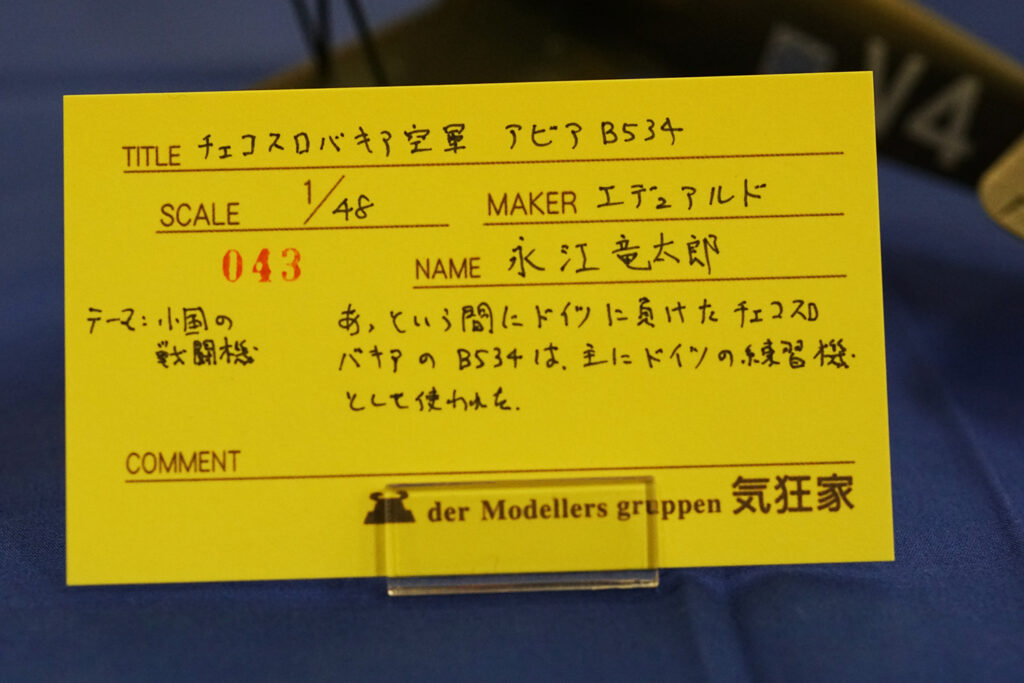 TITLE チェコスロバキア空軍 アビア B534
SCALE 1/48 MAKER エデュアルド
043 NAME 永江竜太郎
テーマ:小国の
戦闘機
あっという間にドイツに負けたチェコスロ
バキアのB534は、主にドイツの練習機
として使われた.
COMMENT
der Modellers gruppen 気狂家
V4